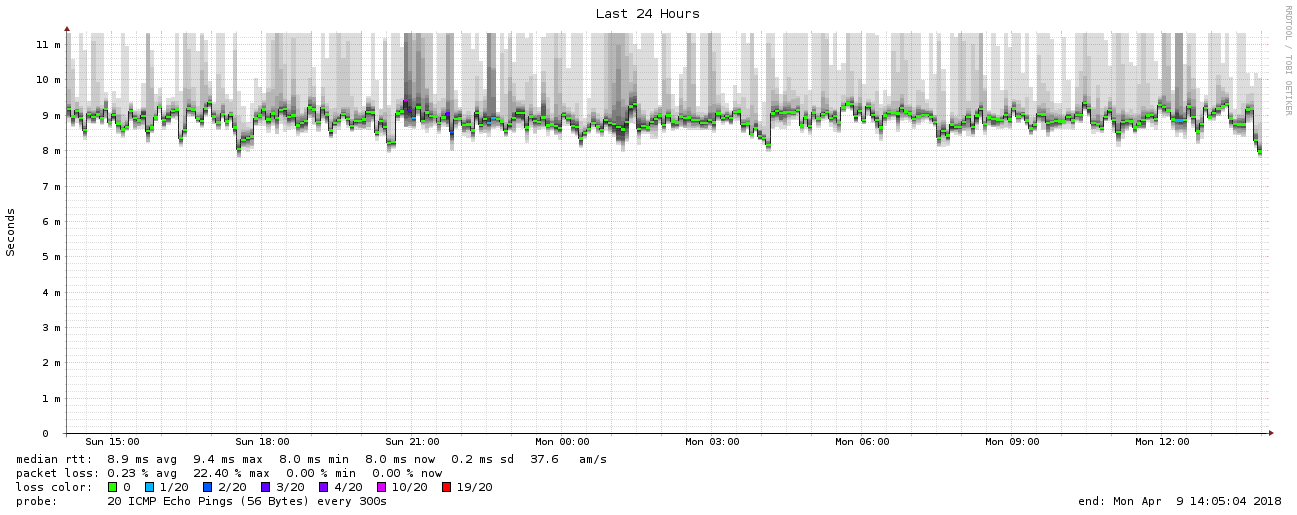 Last 24 Hours
RRDTOOL / TOBI OETIKER
11 m
10 m
9 m
8 m
7 m
6 m
5 m
4 m
3 m
2 m
1 m
0
Seconds
Sun 15:00 Sun 18:00 Sun 21:00 Mon 00:00 Mon 03:00 Mon 06:00 Mon 09:00 Mon 12:00
median rtt: 8.9 ms avg 9.4 ms max 8.0 ms min 8.0 ms now 0.2 ms sd 37.6 am/s
packet loss: 0.23 % avg 22.40 % max 0.00 % min 0.00 % now
loss color: 0 1/20 2/20 3/20 4/20 10/20 19/20
probe: 20 ICMP Echo Pings (56 Bytes) every 300s end: Mon Apr 9 14:05:04 2018